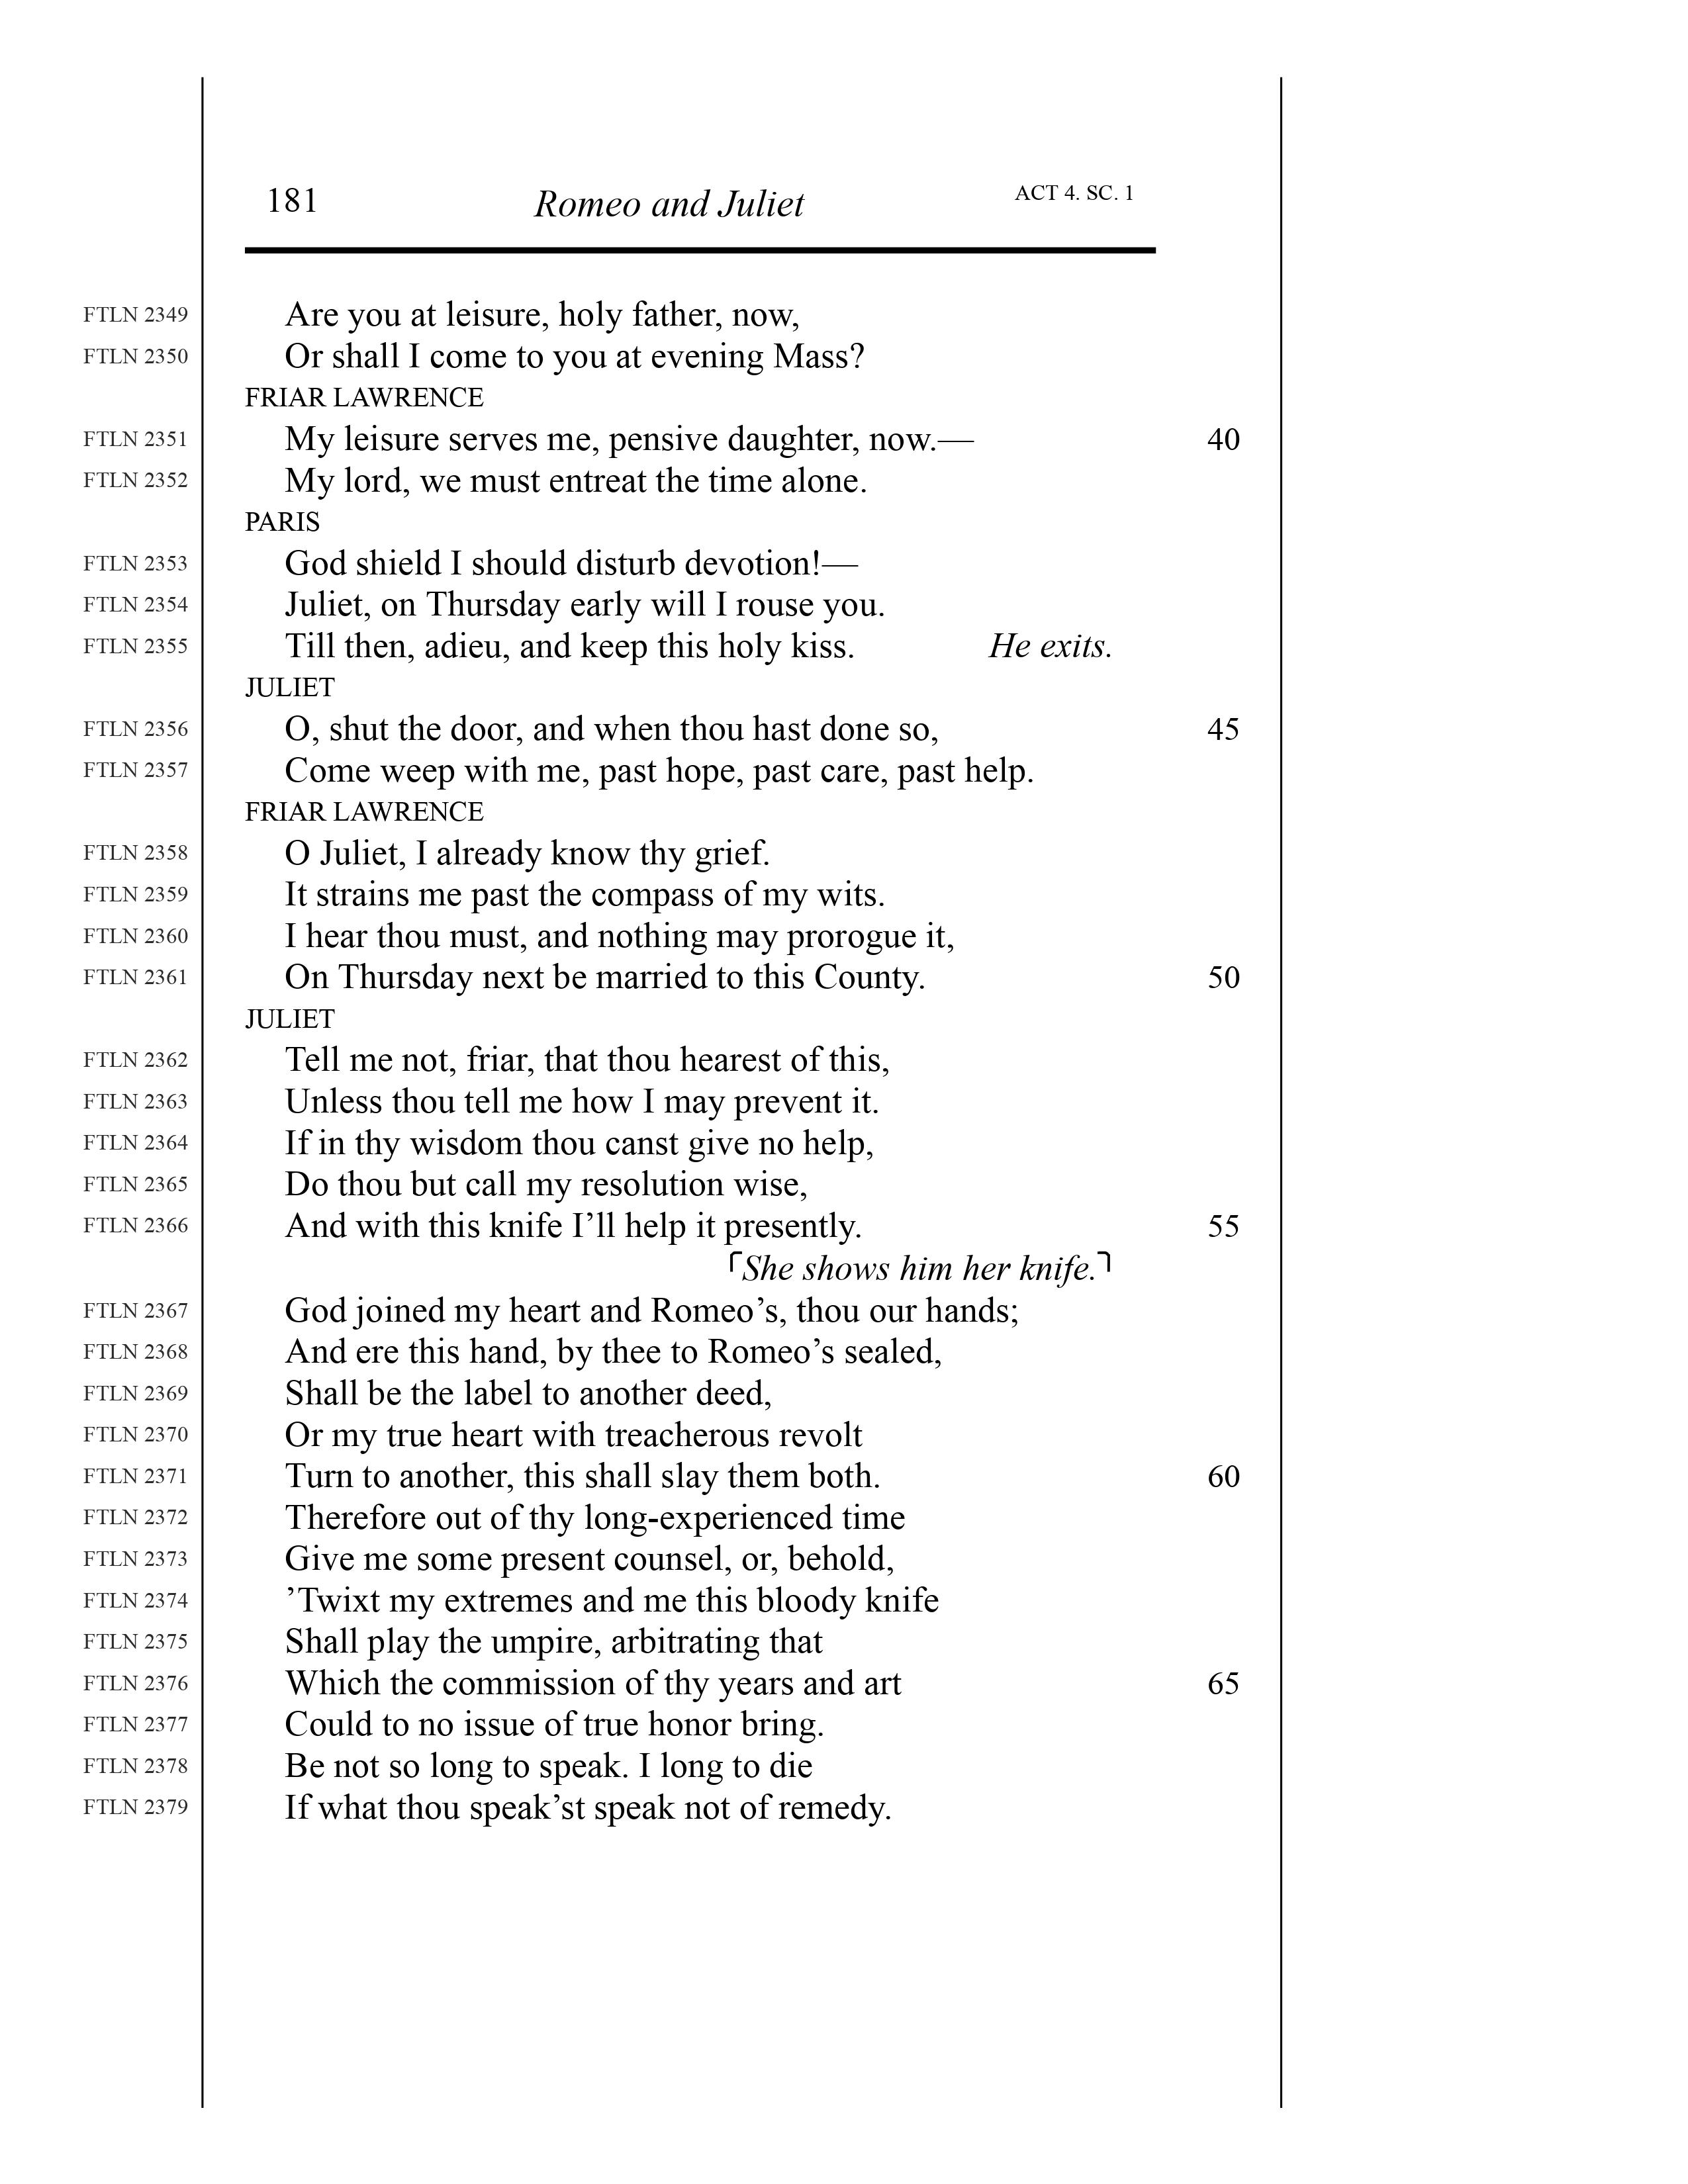 181 Romeo and Juliet ACT 4. SC. 1
FTLN 2349 Are you at leisure, holy father, now,
FTLN 2350 Or shall I come to you at evening Mass?
FRIAR LAWRENCE
FTLN 2351 My leisure serves me, pensive daughter, now.— 40
FTLN 2352 My lord, we must entreat the time alone.
PARIS
FTLN 2353 God shield I should disturb devotion!—
FTLN 2354 Juliet, on Thursday early will I rouse you.
FTLN 2355 Till then, adieu, and keep this holy kiss. He exits.
JULIET
FTLN 2356 O, shut the door, and when thou hast done so, 45
FTLN 2357 Come weep with me, past hope, past care, past help.
FRIAR LAWRENCE
FTLN 2358 O Juliet, I already know thy grief.
FTLN 2359 It strains me past the compass of my wits.
FTLN 2360 I hear thou must, and nothing may prorogue it,
FTLN 2361 On Thursday next be married to this County. 50
JULIET
FTLN 2362 Tell me not, friar, that thou hearest of this,
FTLN 2363 Unless thou tell me how I may prevent it.
FTLN 2364 If in thy wisdom thou canst give no help,
FTLN 2365 Do thou but call my resolution wise,
FTLN 2366 And with this knife I’ll help it presently. 55
⌜She shows him her knife.⌝
FTLN 2367 God joined my heart and Romeo’s, thou our hands;
FTLN 2368 And ere this hand, by thee to Romeo’s sealed,
FTLN 2369 Shall be the label to another deed,
FTLN 2370 Or my true heart with treacherous revolt
FTLN 2371 Turn to another, this shall slay them both. 60
FTLN 2372 Therefore out of thy long-experienced time
FTLN 2373 Give me some present counsel, or, behold,
FTLN 2374 ’Twixt my extremes and me this bloody knife
FTLN 2375 Shall play the umpire, arbitrating that
FTLN 2376 Which the commission of thy years and art 65
FTLN 2377 Could to no issue of true honor bring.
FTLN 2378 Be not so long to speak. I long to die
FTLN 2379 If what thou speak’st speak not of remedy.